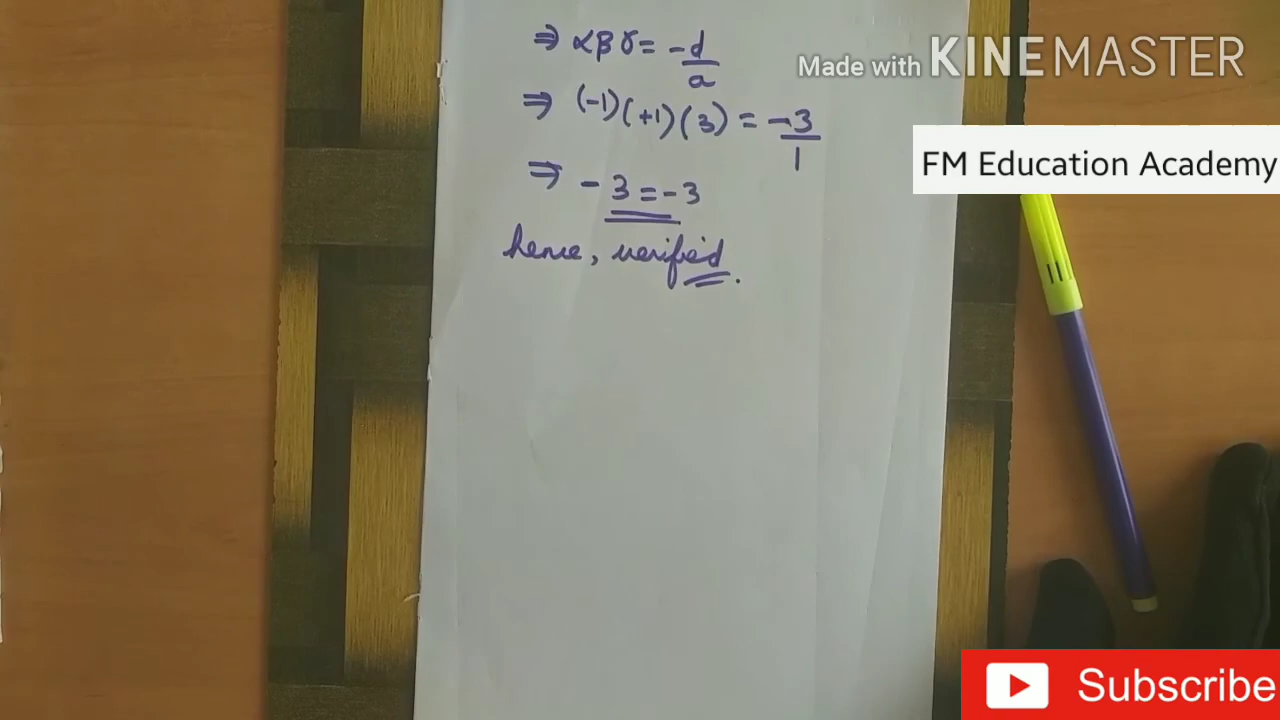 ⇒ αβγ = -d/a
Made with KINEMASTER
⇒ (-1)(+1)(3) = -3/1
FM Education Academy
⇒ -3 = -3
hence, verified.
Subscribe